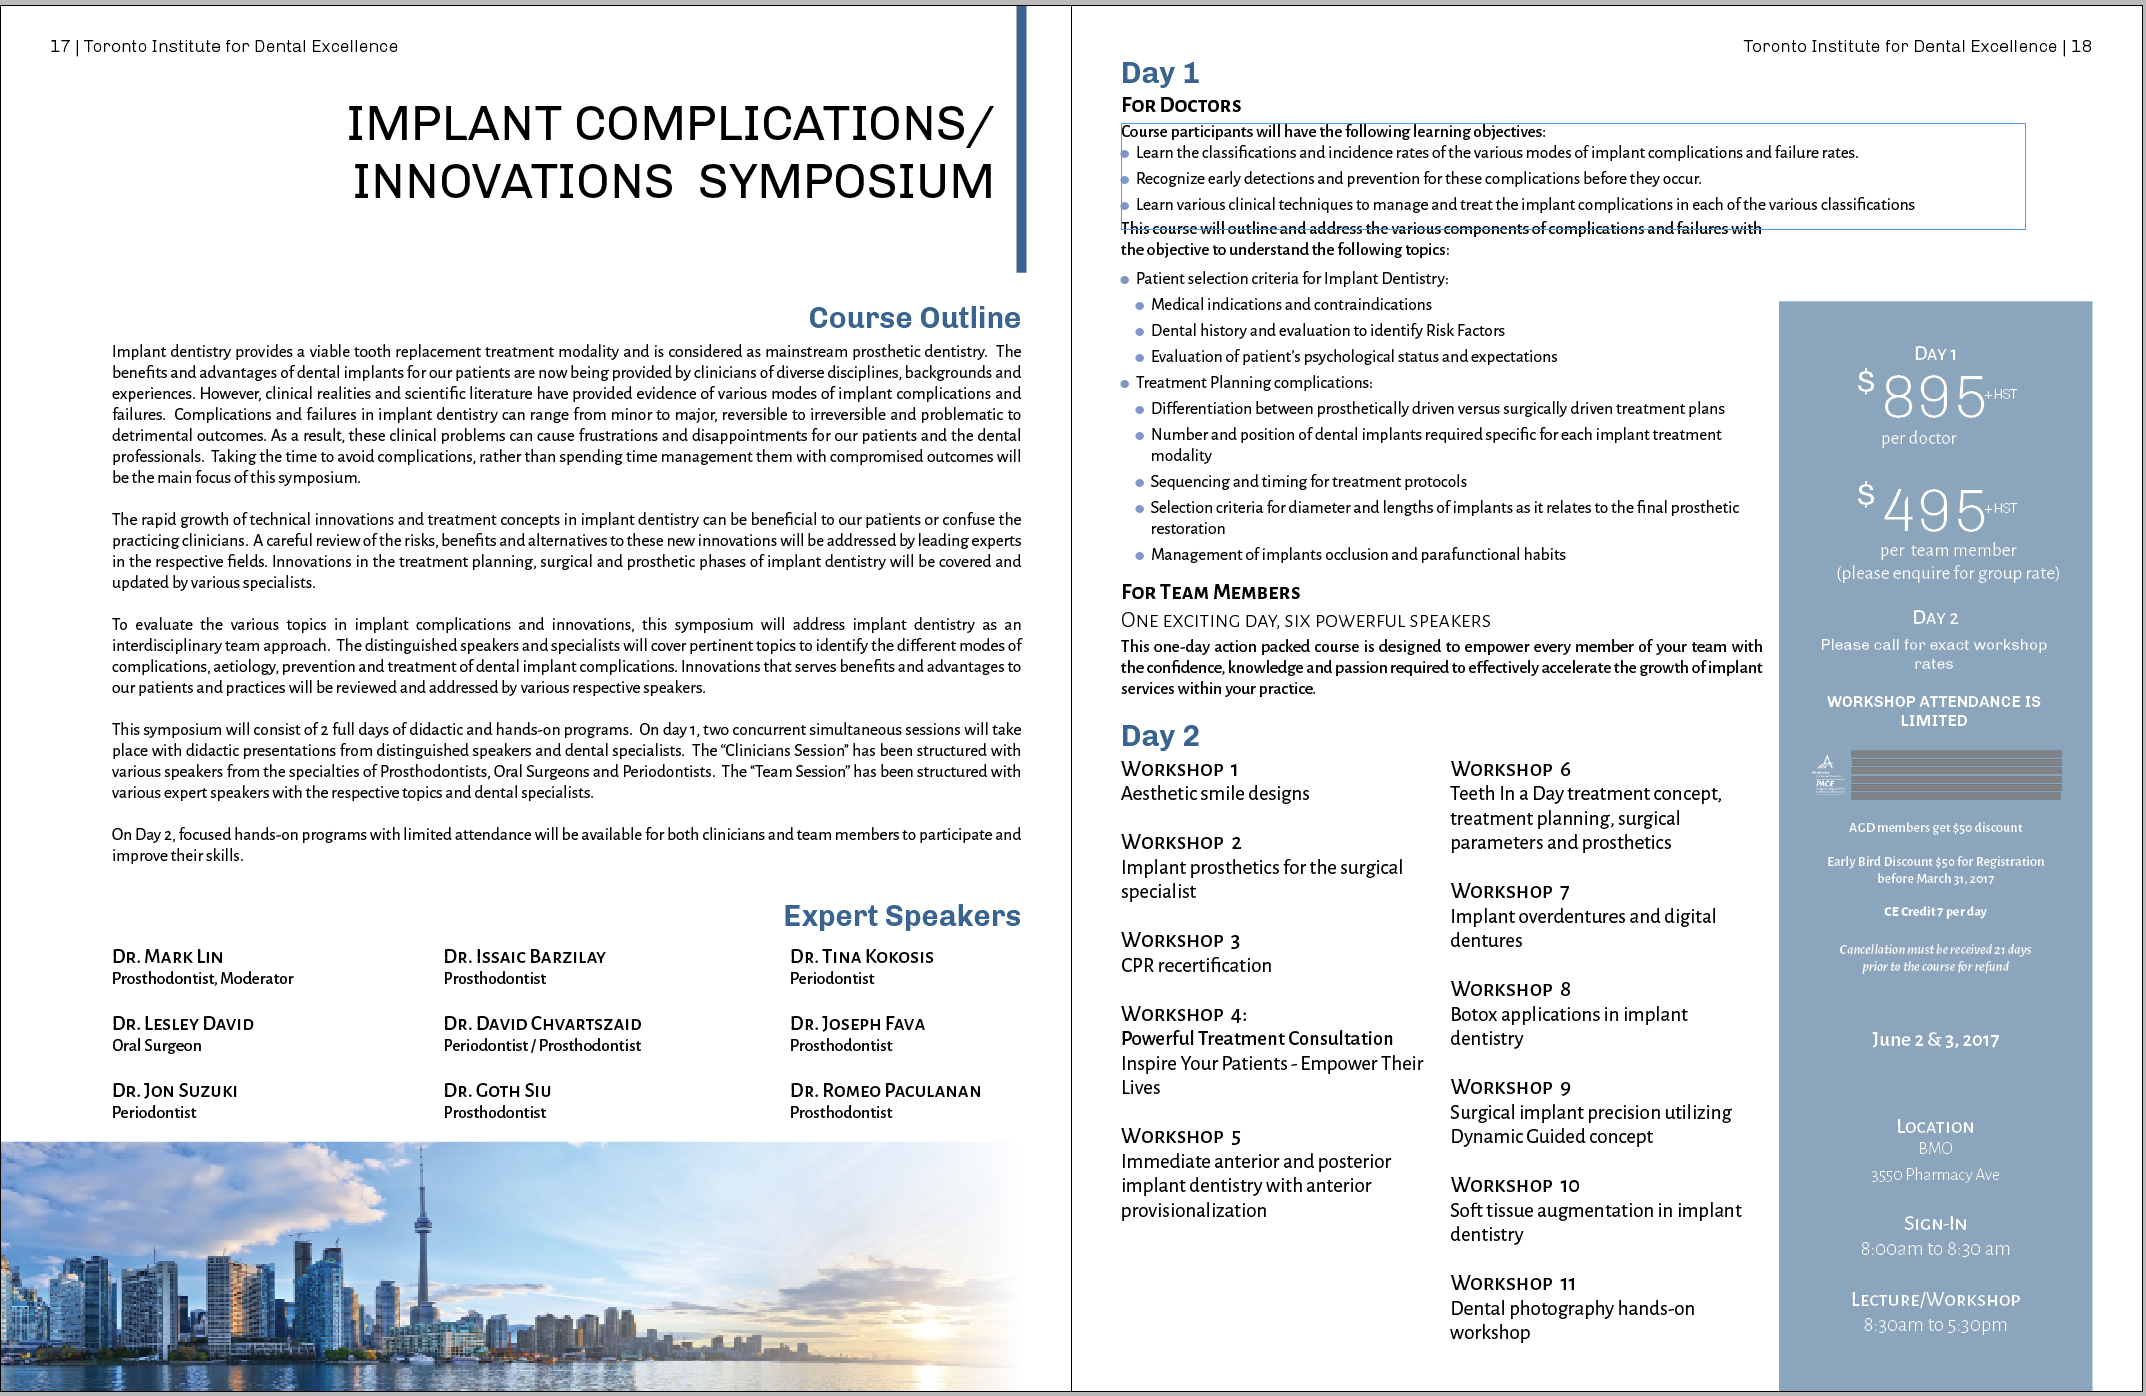 17 | Toronto Institute for Dental Excellence
IMPLANT COMPLICATIONS/
INNOVATIONS SYMPOSIUM
Course Outline
Implant dentistry provides a viable tooth replacement treatment modality and is considered as mainstream prosthetic dentistry. The
benefits and advantages of dental implants for our patients are now being provided by clinicians of diverse disciplines, backgrounds and
experiences. However, clinical realities and scientific literature have provided evidence of various modes of implant complications and
failures. Complications and failures in implant dentistry can range from minor to major, reversible to irreversible and problematic to
detrimental outcomes. As a result, these clinical problems can cause frustrations and disappointments for our patients and the dental
professionals. Taking the time to avoid complications, rather than spending time management them with compromised outcomes will
be the main focus of this symposium.
The rapid growth of technical innovations and treatment concepts in implant dentistry can be beneficial to our patients or confuse the
practicing clinicians. A careful review of the risks, benefits and alternatives to these new innovations will be addressed by leading experts
in the respective fields. Innovations in the treatment planning, surgical and prosthetic phases of implant dentistry will be covered and
updated by various specialists.
To evaluate the various topics in implant complications and innovations, this symposium will address implant dentistry as an
interdisciplinary team approach. The distinguished speakers and specialists will cover pertinent topics to identify the different modes of
complications, aetiology, prevention and treatment of dental implant complications. Innovations that serves benefits and advantages to
our patients and practices will be reviewed and addressed by various respective speakers.
This symposium will consist of 2 full days of didactic and hands-on programs. On day 1, two concurrent simultaneous sessions will take
place with didactic presentations from distinguished speakers and dental specialists. The “Clinicians Session” has been structured with
various speakers from the specialties of Prosthodontists, Oral Surgeons and Periodontists. The “Team Session” has been structured with
various expert speakers with the respective topics and dental specialists.
On Day 2, focused hands-on programs with limited attendance will be available for both clinicians and team members to participate and
improve their skills.
Expert Speakers
Dr. Mark Lin
Prosthodontist, Moderator
Dr. Issaic Barzilay
Prosthodontist
Dr. Tina Kokosis
Periodontist
Dr. Lesley David
Oral Surgeon
Dr. David Chvartszaid
Periodontist / Prosthodontist
Dr. Joseph Fava
Prosthodontist
Dr. Jon Suzuki
Periodontist
Dr. Goth Siu
Prosthodontist
Dr. Romeo Paculanan
Prosthodontist
Toronto Institute for Dental Excellence | 18
Day 1
For Doctors
Course participants will have the following learning objectives:
• Learn the classifications and incidence rates of the various modes of implant complications and failure rates.
• Recognize early detections and prevention for these complications before they occur.
• Learn various clinical techniques to manage and treat the implant complications in each of the various classifications
This course will outline and address the various components of complications and failures with
the objective to understand the following topics:
• Patient selection criteria for Implant Dentistry:
• Medical indications and contraindications
• Dental history and evaluation to identify Risk Factors
• Evaluation of patient’s psychological status and expectations
• Treatment Planning complications:
• Differentiation between prosthetically driven versus surgically driven treatment plans
• Number and position of dental implants required specific for each implant treatment
modality
• Sequencing and timing for treatment protocols
• Selection criteria for diameter and lengths of implants as it relates to the final prosthetic
restoration
• Management of implants occlusion and parafunctional habits
For Team Members
One exciting day, six powerful speakers
This one-day action packed course is designed to empower every member of your team with
the confidence, knowledge and passion required to effectively accelerate the growth of implant
services within your practice.
Day 2
Workshop 1
Aesthetic smile designs
Workshop 2
Implant prosthetics for the surgical
specialist
Workshop 3
CPR recertification
Workshop 4:
Powerful Treatment Consultation
Inspire Your Patients - Empower Their
Lives
Workshop 5
Immediate anterior and posterior
implant dentistry with anterior
provisionalization
Workshop 6
Teeth In a Day treatment concept,
treatment planning, surgical
parameters and prosthetics
Workshop 7
Implant overdentures and digital
dentures
Workshop 8
Botox applications in implant
dentistry
Workshop 9
Surgical implant precision utilizing
Dynamic Guided concept
Workshop 10
Soft tissue augmentation in implant
dentistry
Workshop 11
Dental photography hands-on
workshop
Day 1
$895+HST
per doctor
$495+HST
per team member
(please enquire for group rate)
Day 2
Please call for exact workshop
rates
WORKSHOP ATTENDANCE IS
LIMITED
PACE
AGD members get $50 discount
Early Bird Discount $50 for Registration
before March 31, 2017
CE Credit 7 per day
Cancellation must be received 21 days
prior to the course for refund
June 2 & 3, 2017
Location
BMO
3550 Pharmacy Ave
Sign-In
8:00am to 8:30 am
Lecture/Workshop
8:30am to 5:30pm